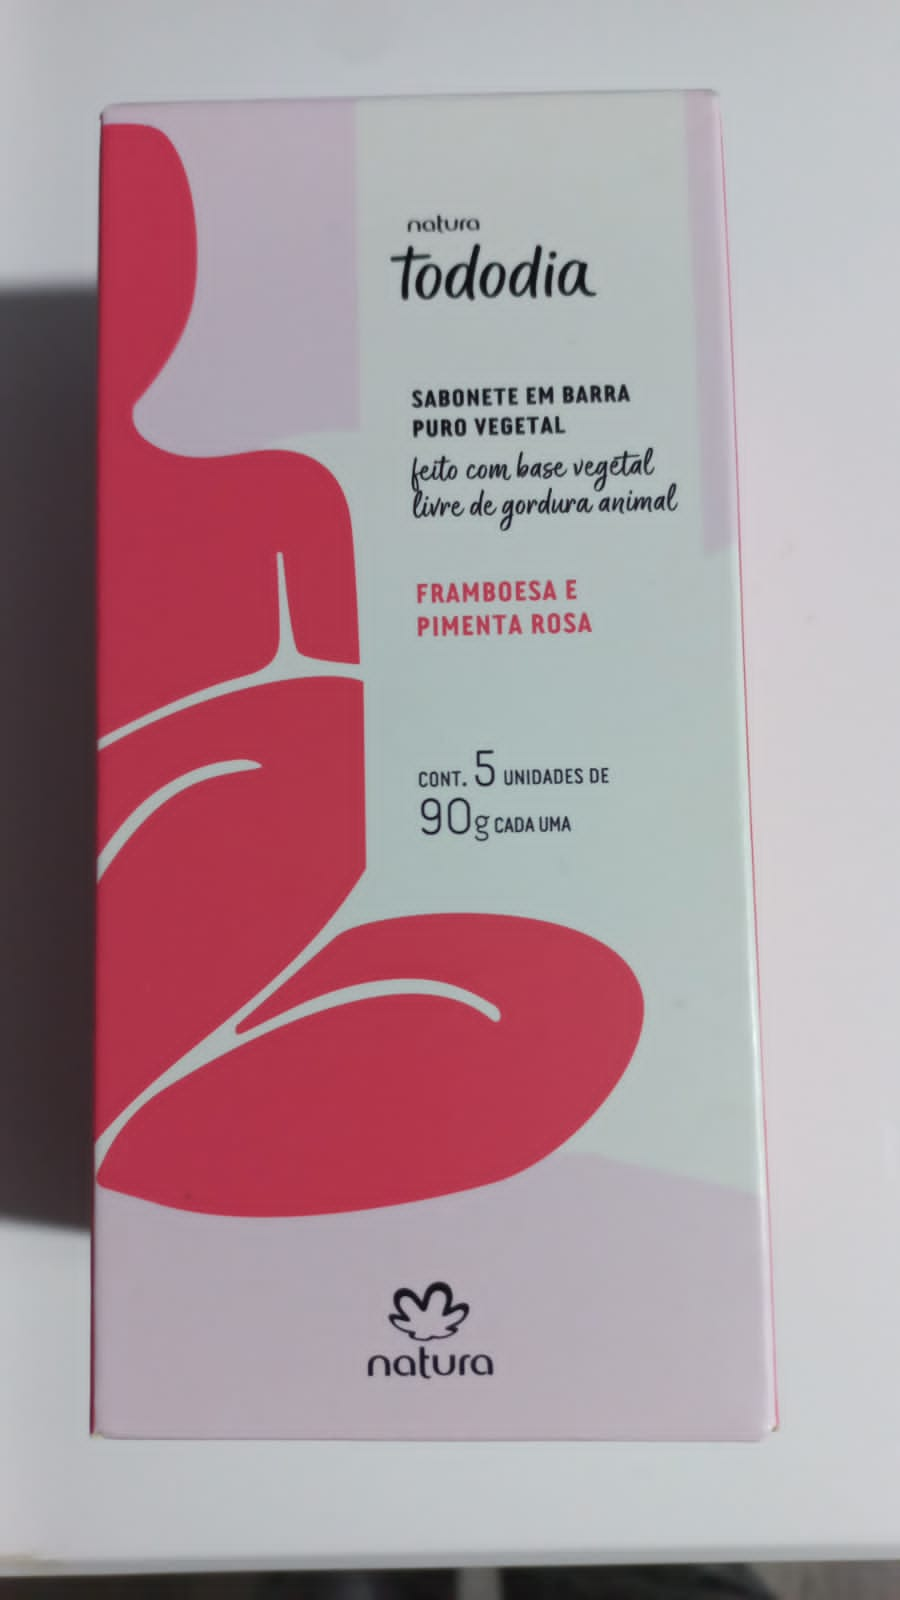 natura
tododia
SABONETE EM BARRA
PURO VEGETAL
feito com base vegetal
livre de gordura animal
FRAMBOESA E
PIMENTA ROSA
CONT. 5 UNIDADES DE
90g CADA UMA
natura